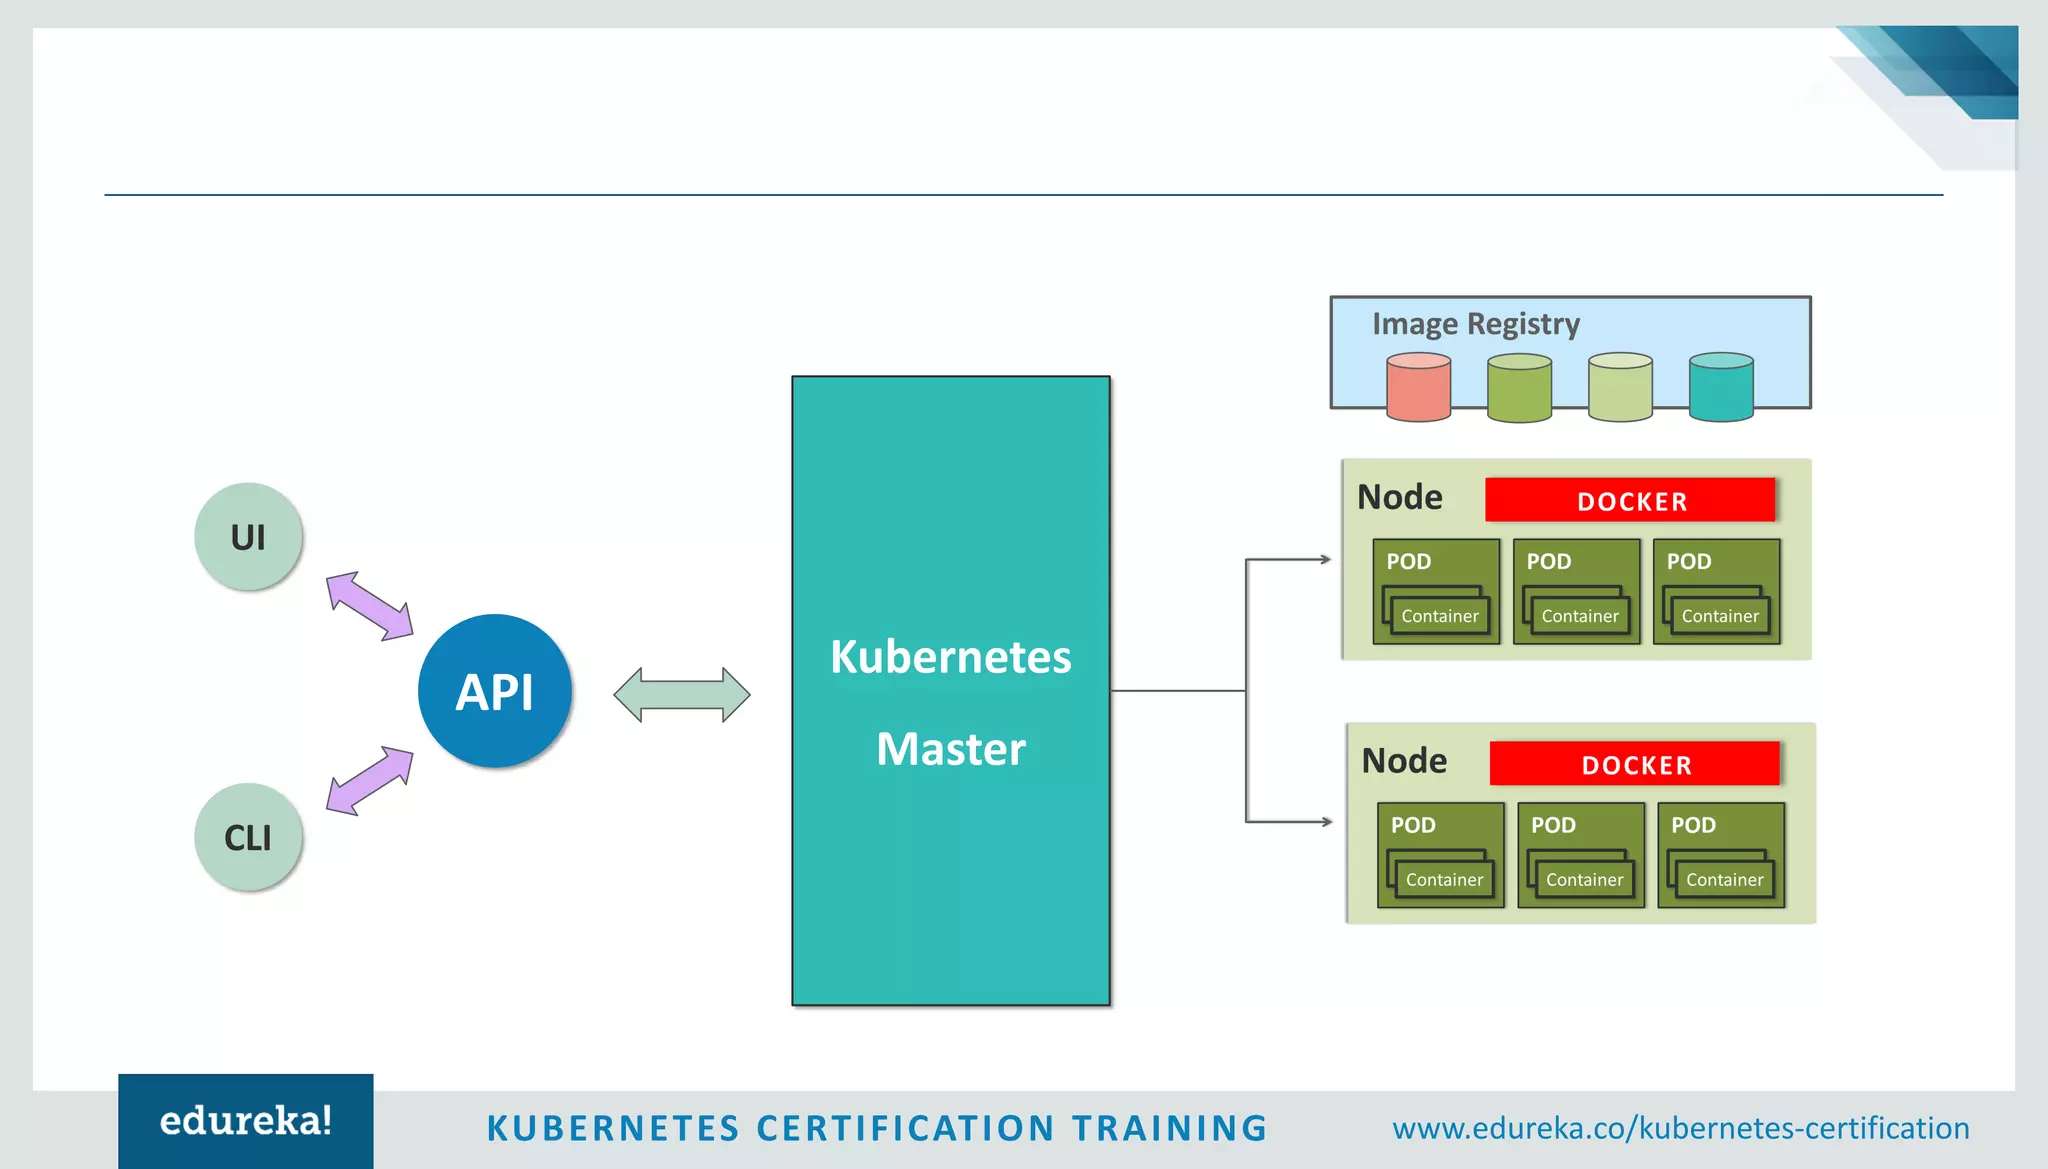 UI
API
CLI
Kubernetes
Master
Image Registry
Node
DOCKER
POD
POD
POD
Container
Container
Container
Node
DOCKER
POD
POD
POD
Container
Container
Container
edureka!
KUBERNETES CERTIFICATION TRAINING
www.edureka.co/kubernetes-certification